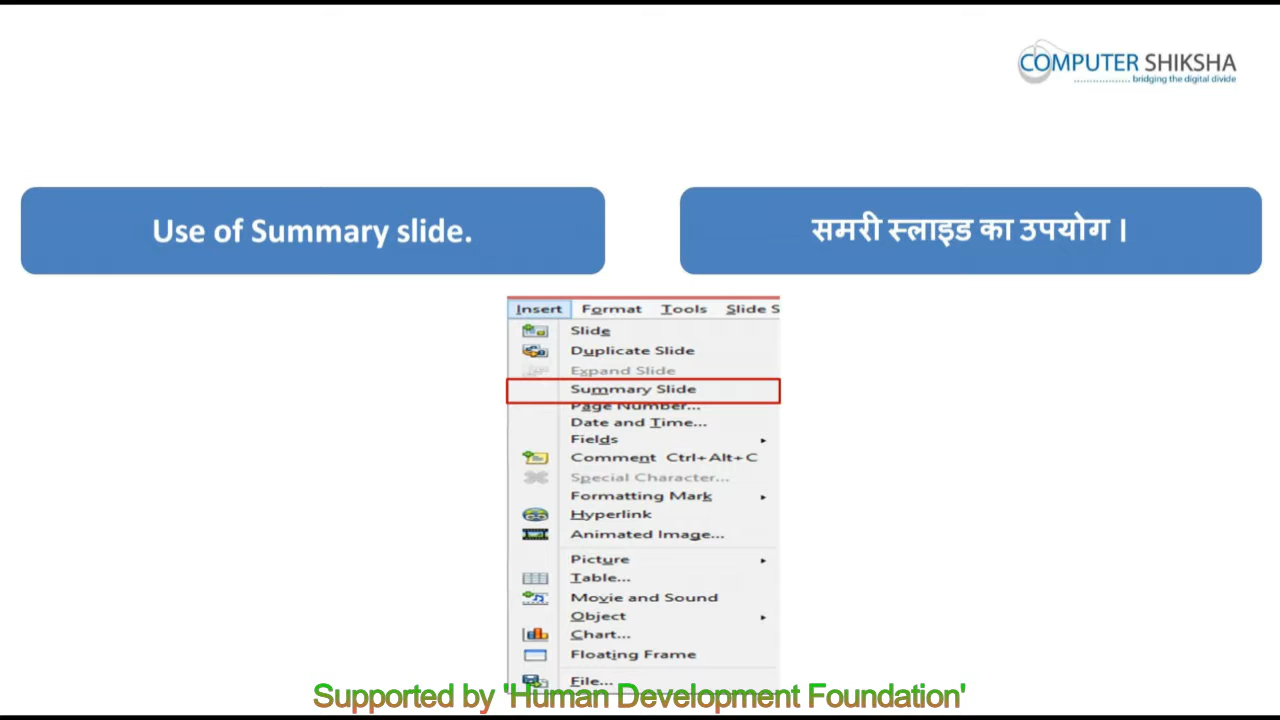 COMPUTER SHIKSHA
bridging the digital divide
Use of Summary slide.
समरी स्लाइड का उपयोग ।
Insert Format Tools Slide S
Slide
Duplicate Slide
Expand Slide
Summary Slide
Page Number...
Date and Time...
Fields
Comment Ctrl+Alt+C
Special Character...
Formatting Mark
Hyperlink
Animated Image...
Picture
Table...
Movie and Sound
Object
Chart...
Floating Frame
File...
Supported by 'Human Development Foundation'